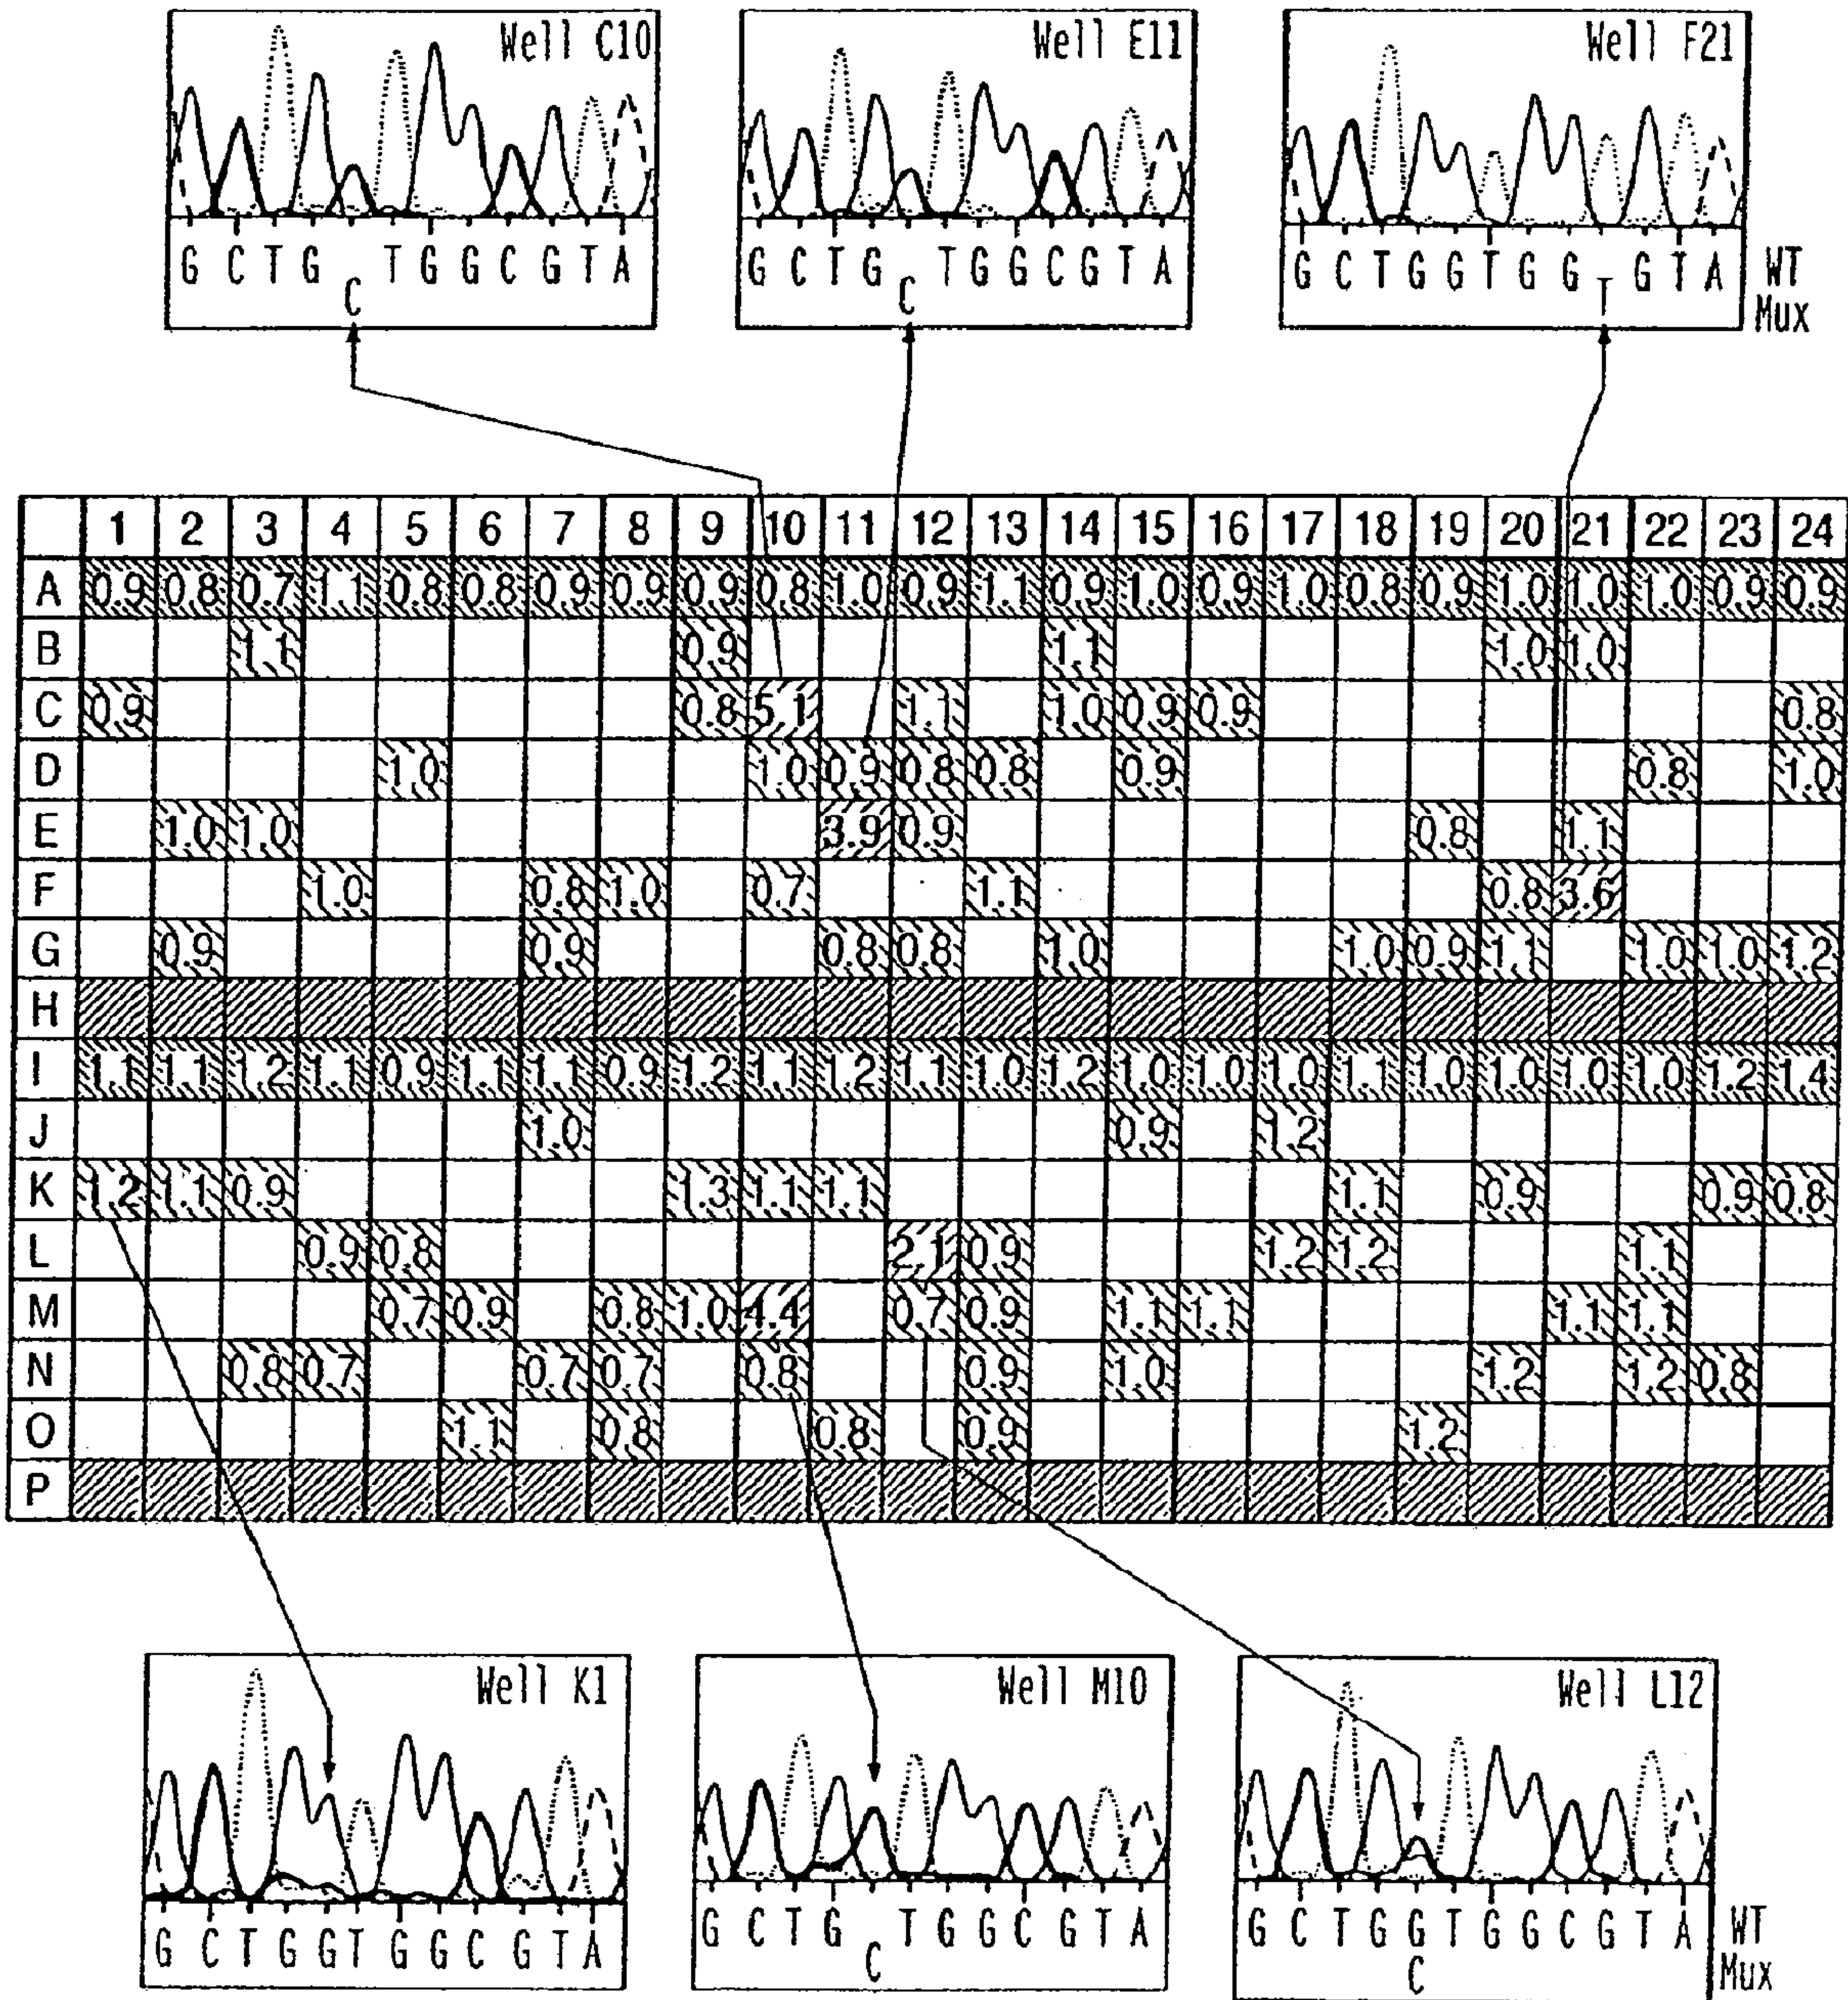 Well C10
G C T G T G G C G T A
C
Well E11
G C T G T G G C G T A
C
Well F21
G C T G G T G G G T A WT
T Mux
1 2 3 4 5 6 7 8 9 10 11 12 13 14 15 16 17 18 19 20 21 22 23 24
A 0.9 0.8 0.7 1.1 0.8 0.8 0.9 0.9 0.9 0.8 1.0 0.9 1.1 0.9 1.0 0.9 1.0 0.8 0.9 1.0 1.0 1.0 0.9 0.9
B 1.1 0.9 1.1 1.0 1.0
C 0.9 0.8 5.1 1.1 1.0 0.9 0.9 0.8
D 1.0 1.0 0.9 0.8 0.8 0.9 0.8 1.0
E 1.0 1.0 3.9 0.9 0.8 1.1
F 1.0 0.8 1.0 0.7 1.1 0.8 3.6
G 0.9 0.9 0.8 0.8 1.0 1.0 0.9 1.1 1.0 1.0 1.2
H
I 1.1 1.1 1.2 1.1 0.9 1.1 1.1 0.9 1.2 1.1 1.2 1.1 1.0 1.2 1.0 1.0 1.0 1.1 1.0 1.0 1.0 1.0 1.2 1.4
J 1.0 0.9 1.2
K 1.2 1.1 0.9 1.3 1.1 1.1 1.1 0.9 0.9 0.8
L 0.9 0.8 2.1 0.9 1.2 1.2 1.1
M 0.7 0.9 0.8 1.0 4.4 0.7 0.9 1.1 1.1 1.1 1.1
N 0.8 0.7 0.7 0.7 0.8 0.9 1.0 1.2 1.2 0.8
O 1.1 0.8 0.8 0.9 1.2
P
Well K1
G C T G G T G G C G T A
Well M10
G C T G T G G C G T A
C
Well L12
G C T G G T G G C G T A WT
C Mux